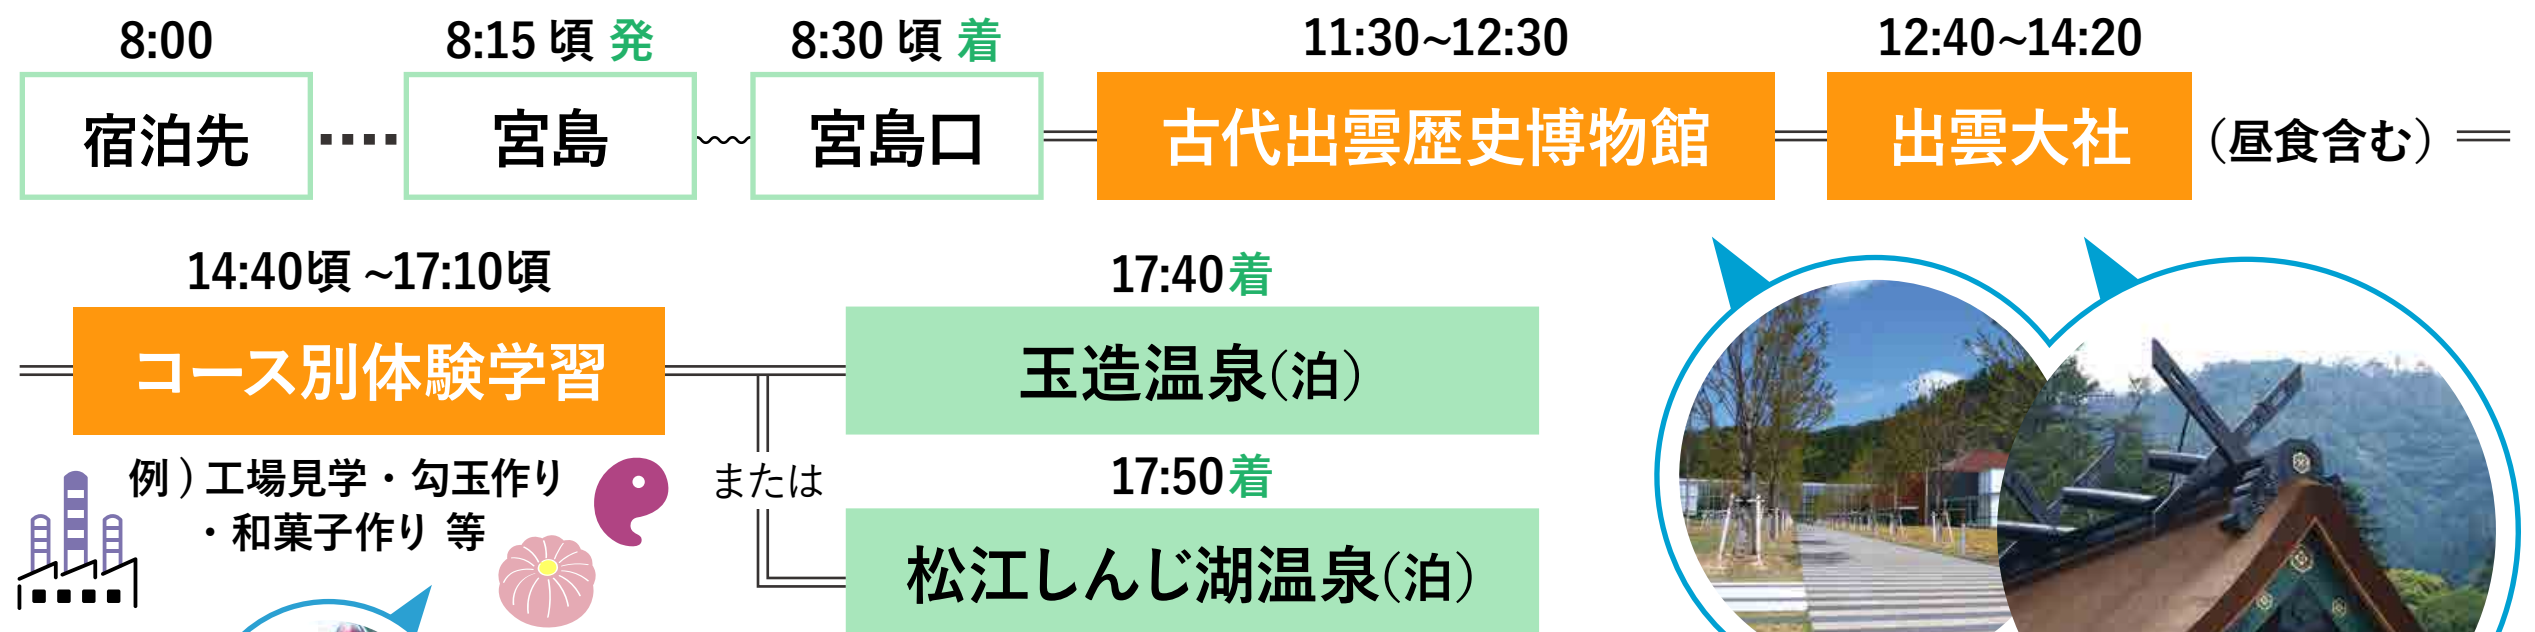 8:00 8:15 頃 発 8:30 頃 着 11:30~12:30 12:40~14:20
宿泊先 宮島 宮島口 古代出雲歴史博物館 出雲大社 (昼食含む)
14:40頃 ~17:10頃 17:40着
コース別体験学習 玉造温泉(泊)
例)工場見学・勾玉作り または 17:50着
・和菓子作り 等 松江しんじ湖温泉(泊)